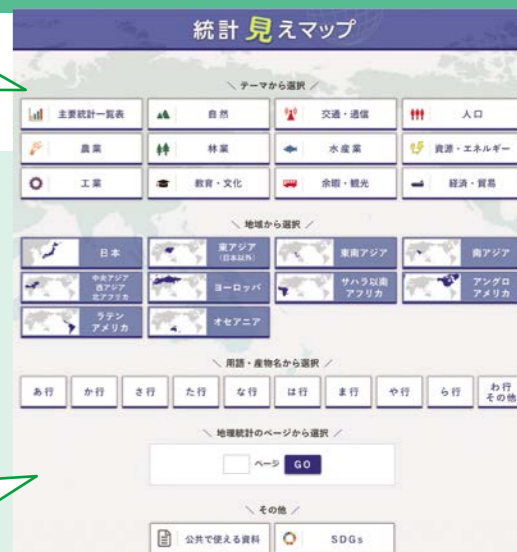 統計見えマップ
＼ テーマから選択 ／
主要統計一覧表 自然 交通・通信 人口
農業 林業 水産業 資源・エネルギー
工業 教育・文化 余暇・観光 経済・貿易
＼ 地域から選択 ／
日本 東アジア（日本以外） 東南アジア 南アジア
中央アジア
西アジア
北アフリカ
ヨーロッパ
サハラ以南
アフリカ
アングロ
アメリカ
ラテン
アメリカ
オセアニア
＼ 用語・産物名から選択 ／
あ行 か行 さ行 た行 な行 は行 ま行 や行 ら行 わ行
その他
＼ 地理統計のページから選択 ／
ページ GO
＼ その他 ／
公共で使える資料 SDGs